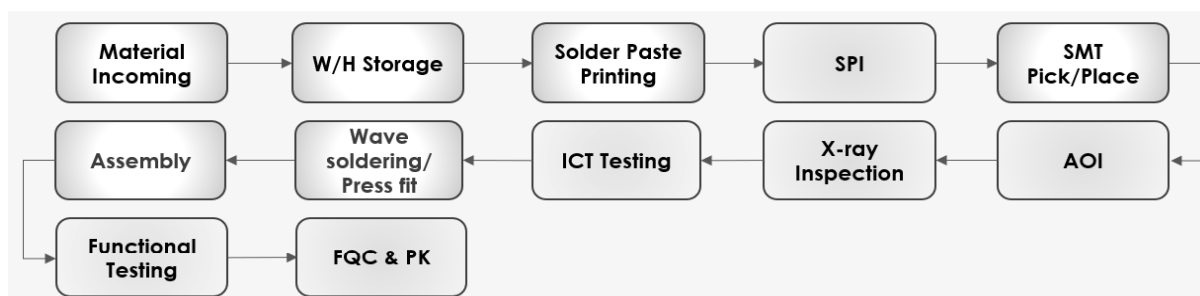 Material
Incoming
W/H Storage
Solder Paste
Printing
SPI
SMT
Pick/Place
Assembly
Wave
soldering/
Press fit
ICT Testing
X-ray
Inspection
AOI
Functional
Testing
FQC & PK